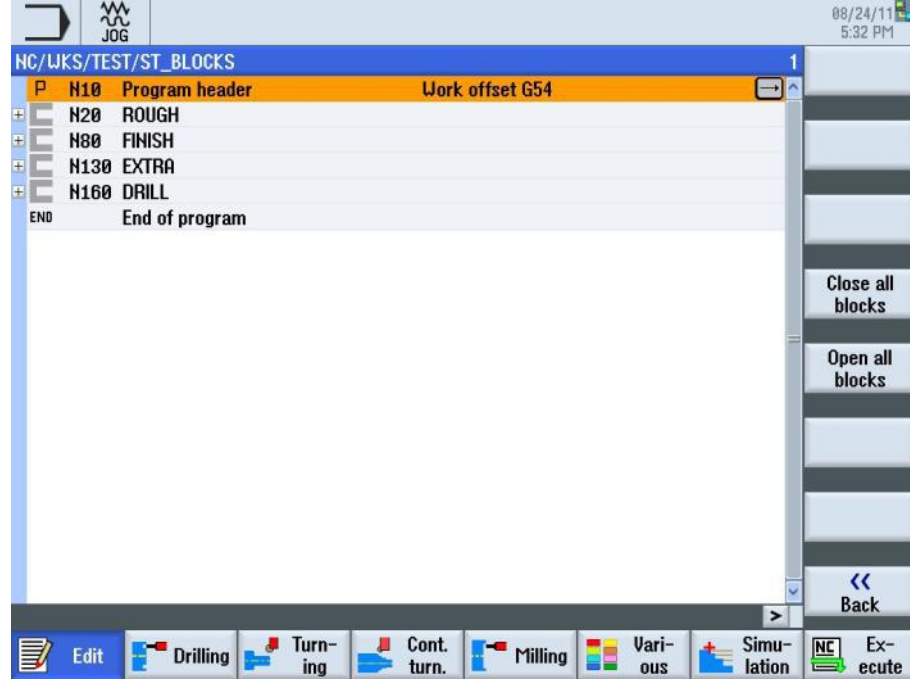 08/24/11
JOG
5:32 PM
NC/WKS/TEST/ST_BLOCKS 1
P N10 Program header Work offset G54
N20 ROUGH
N80 FINISH
N130 EXTRA
N160 DRILL
END End of program
Close all
blocks
Open all
blocks
<<
Back
>
Edit
Drilling
Turn-
ing
Cont.
turn.
Milling
Vari-
ous
Simu-
lation
NC
Ex-
ecute